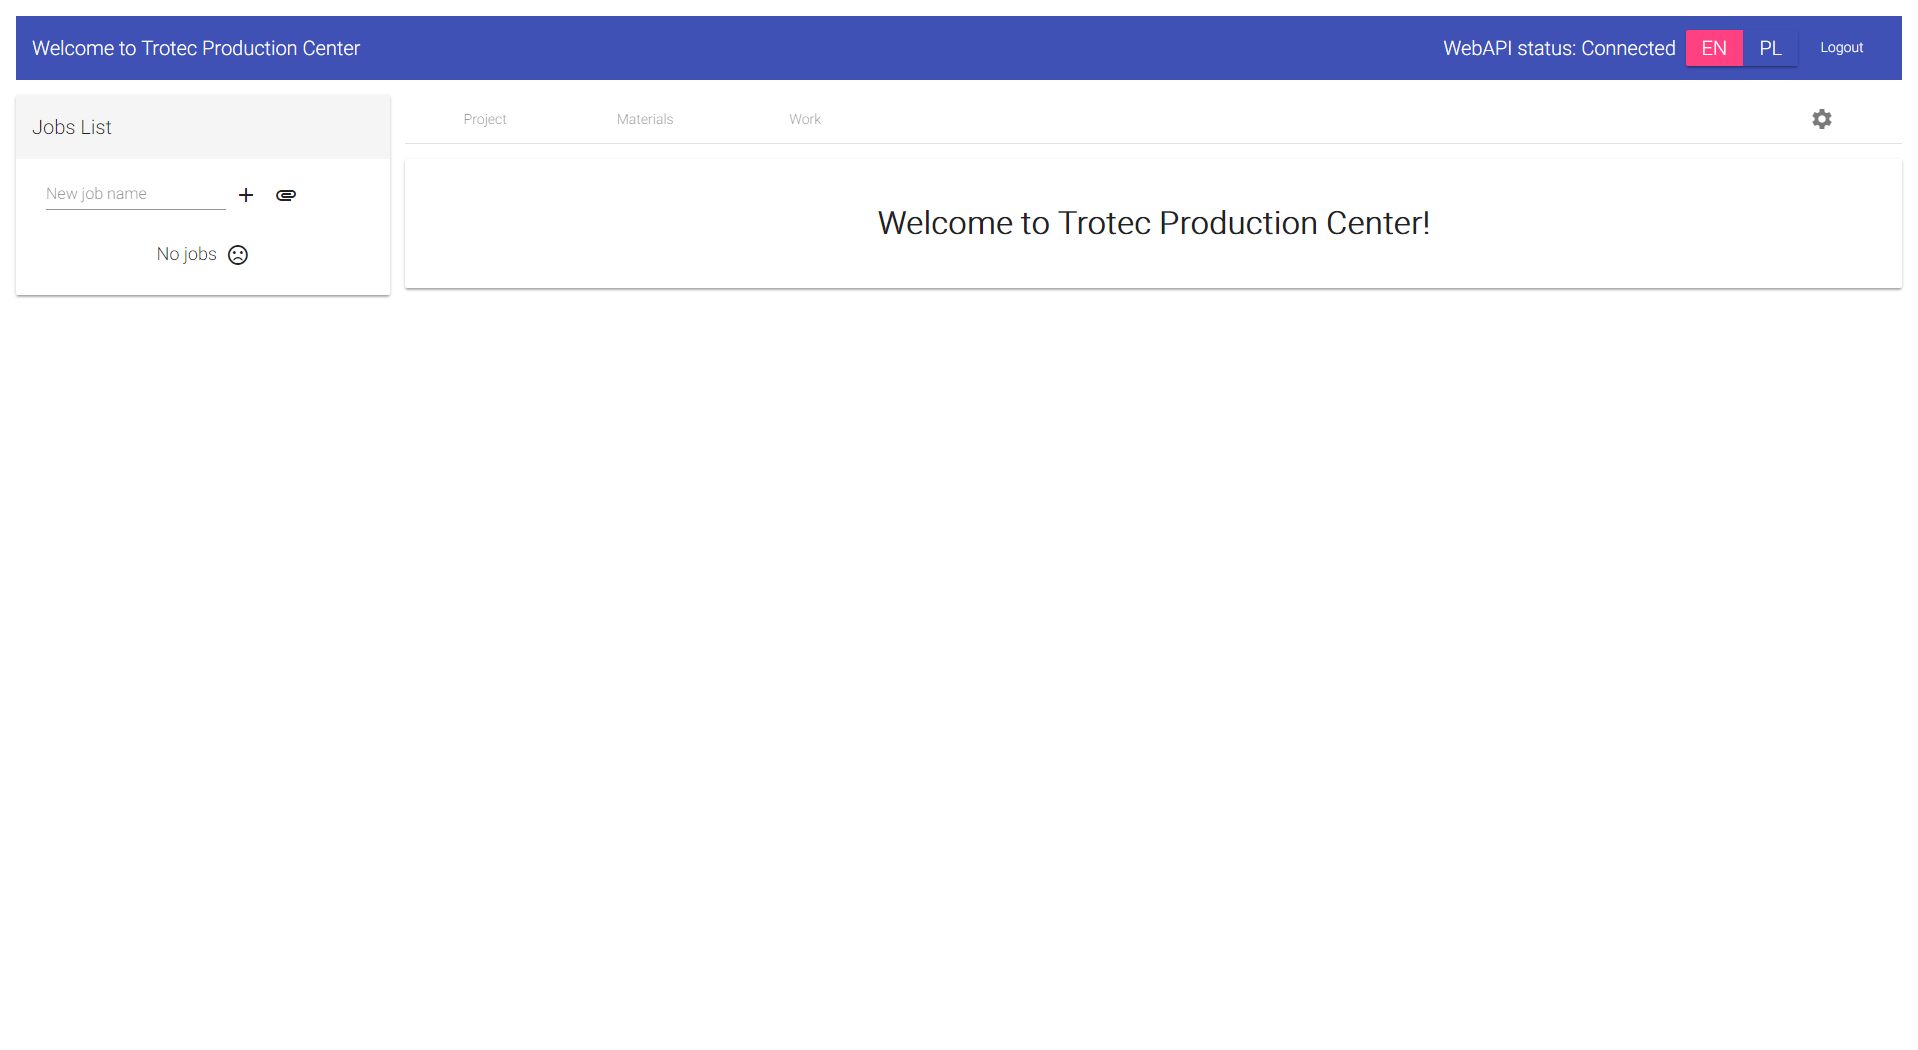 Welcome to Trotec Production Center
WebAPI status: Connected EN PL Logout
Jobs List
Project Materials Work
New job name
No jobs
Welcome to Trotec Production Center!